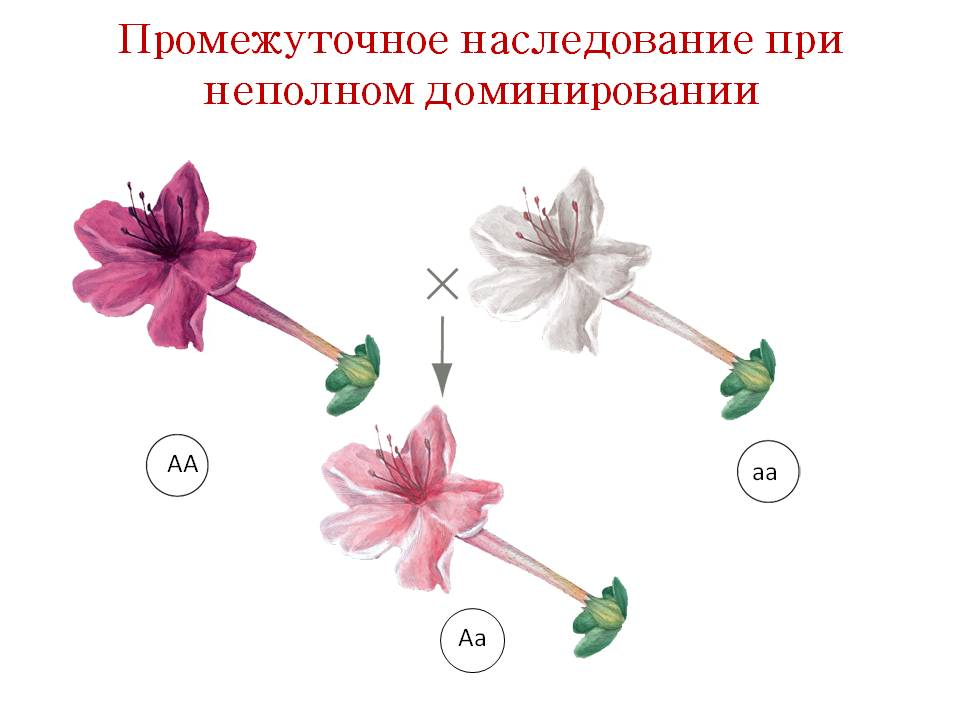 Промежуточное наследование при
неполном доминировании
АА
аа
Аа